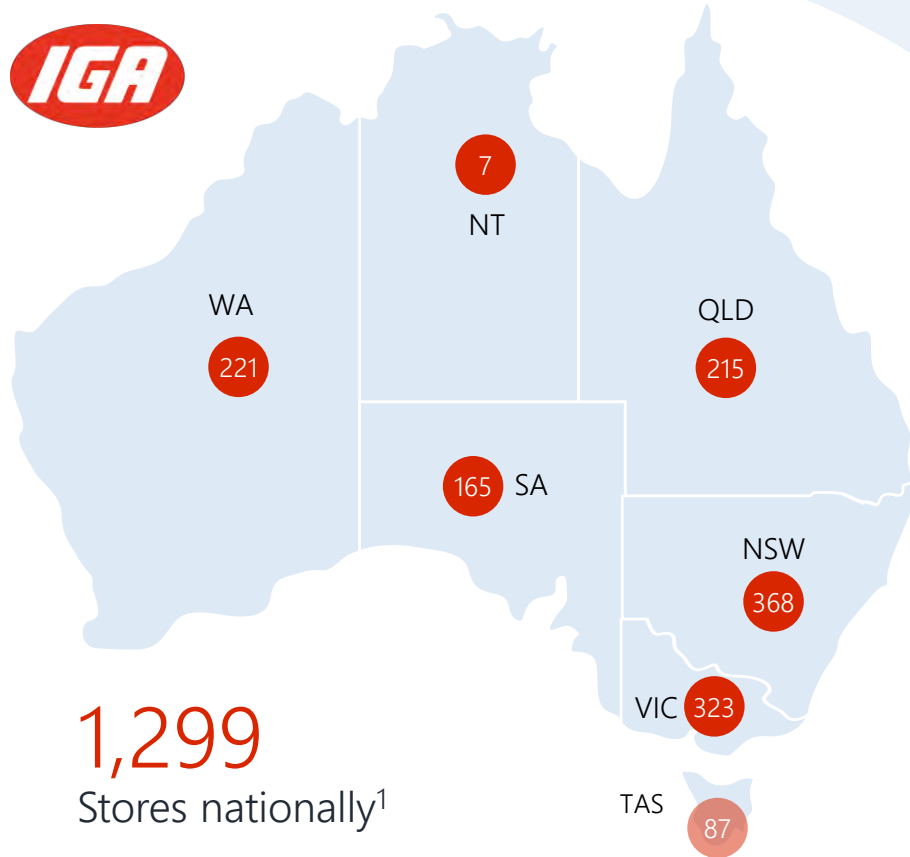 IGA
7
NT
WA
221
QLD
215
165 SA
NSW
368
VIC 323
1,299
Stores nationally¹
TAS
87